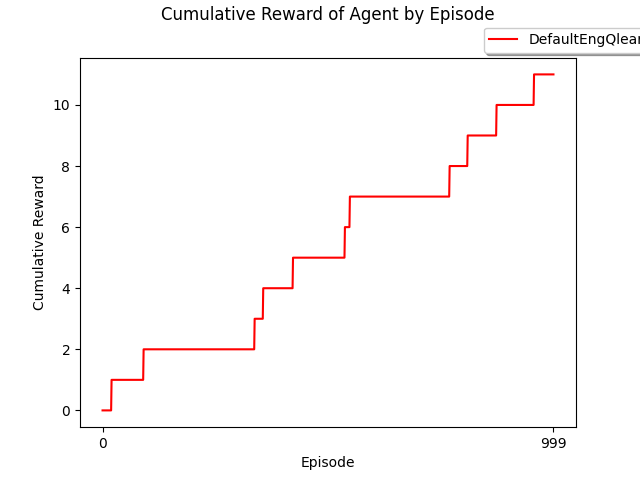 Cumulative Reward of Agent by Episode
DefaultEngQlear
10
8
6
4
2
0
Cumulative Reward
0
999
Episode